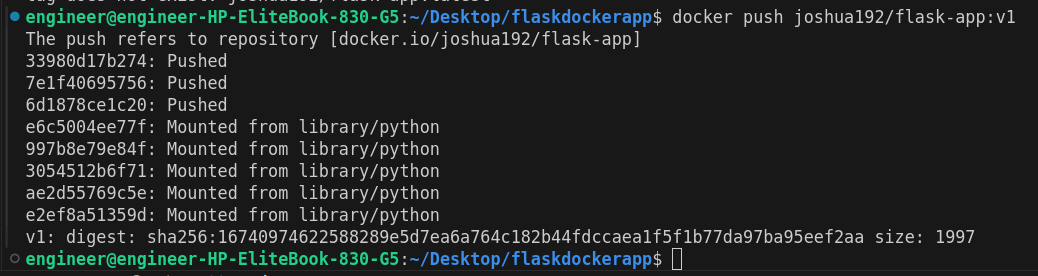 engineer@engineer-HP-EliteBook-830-G5:~/Desktop/flaskdockerapp$ docker push joshua192/flask-app:v1
The push refers to repository [docker.io/joshua192/flask-app]
33980d17b274: Pushed
7e1f40695756: Pushed
6d1878ce1c20: Pushed
e6c5004ee77f: Mounted from library/python
997b8e79e84f: Mounted from library/python
3054512b6f71: Mounted from library/python
ae2d55769c5e: Mounted from library/python
e2ef8a51359d: Mounted from library/python
v1: digest: sha256:16740974622588289e5d7ea6a764c182b44fdccaea1f5f1b77da97ba95eef2aa size: 1997
engineer@engineer-HP-EliteBook-830-G5:~/Desktop/flaskdockerapp$